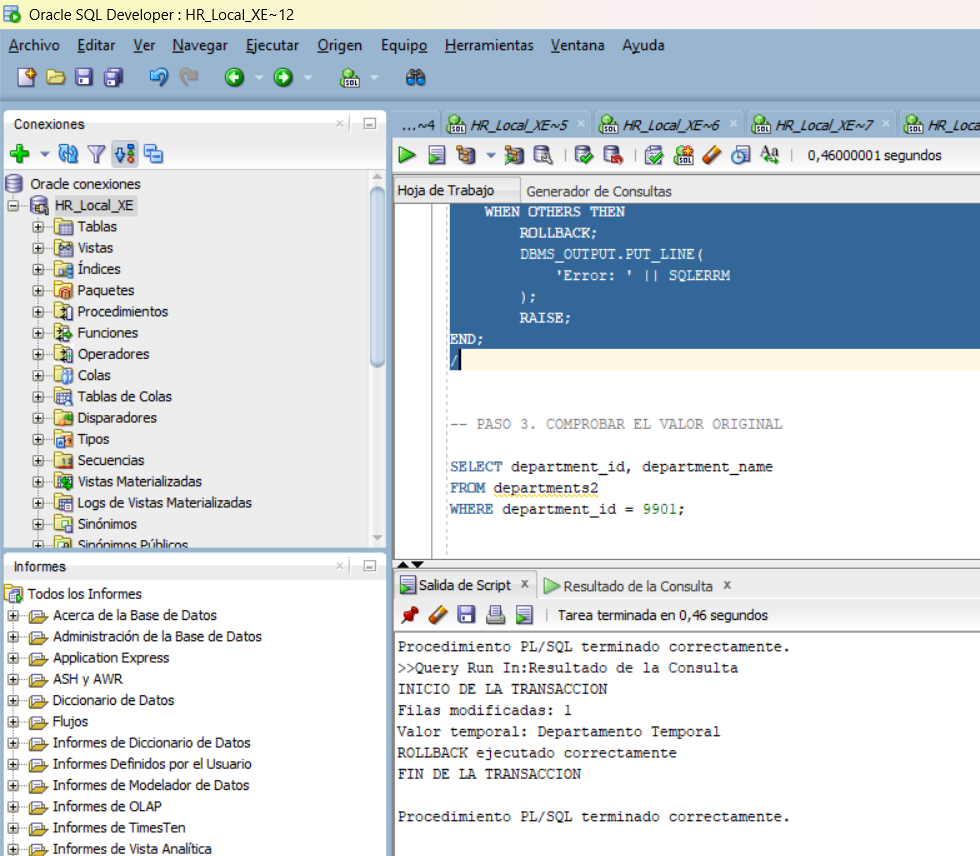 Oracle SQL Developer : HR_Local_XE~12
Archivo Editar Ver Navegar Ejecutar Origen Equipo Herramientas Ventana Ayuda
Conexiones
Oracle conexiones
HR_Local_XE
Tablas
Vistas
Índices
Paquetes
Procedimientos
Funciones
Operadores
Colas
Tablas de Colas
Disparadores
Tipos
Secuencias
Vistas Materializadas
Logs de Vistas Materializadas
Sinónimos
Sinónimos Públicos
Informes
Todos los Informes
Acerca de la Base de Datos
Administración de la Base de Datos
Application Express
ASH y AWR
Diccionario de Datos
Flujos
Informes de Diccionario de Datos
Informes Definidos por el Usuario
Informes de Modelador de Datos
Informes de OLAP
Informes de TimesTen
Informes de Vista Analítica
...~4 HR_Local_XE~5 HR_Local_XE~6 HR_Local_XE~7 HR_Loca
0,46000001 segundos
Hoja de Trabajo Generador de Consultas
WHEN OTHERS THEN
ROLLBACK;
DBMS_OUTPUT.PUT_LINE(
'Error: ' || SQLERRM
);
RAISE;
END;
/
-- PASO 3. COMPROBAR EL VALOR ORIGINAL
SELECT department_id, department_name
FROM departments2
WHERE department_id = 9901;
Salida de Script x Resultado de la Consulta x
Tarea terminada en 0,46 segundos
Procedimiento PL/SQL terminado correctamente.
>>Query Run In:Resultado de la Consulta
INICIO DE LA TRANSACCION
Filas modificadas: 1
Valor temporal: Departamento Temporal
ROLLBACK ejecutado correctamente
FIN DE LA TRANSACCION
Procedimiento PL/SQL terminado correctamente.